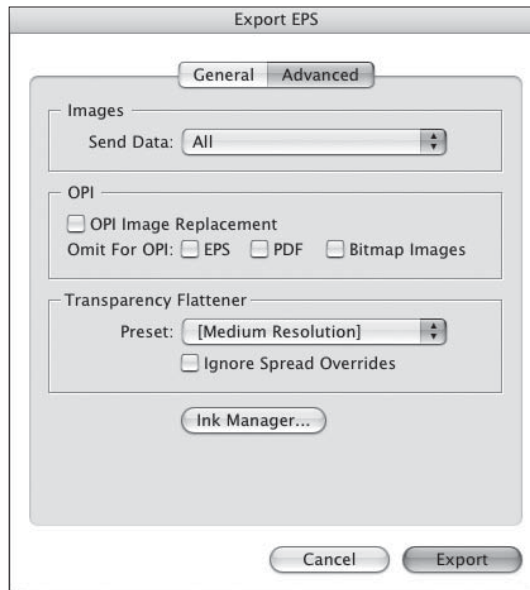 Export EPS
General Advanced
Images
Send Data: All
OPI
OPI Image Replacement
Omit For OPI: EPS PDF Bitmap Images
Transparency Flattener
Preset: [Medium Resolution]
Ignore Spread Overrides
Ink Manager...
Cancel Export